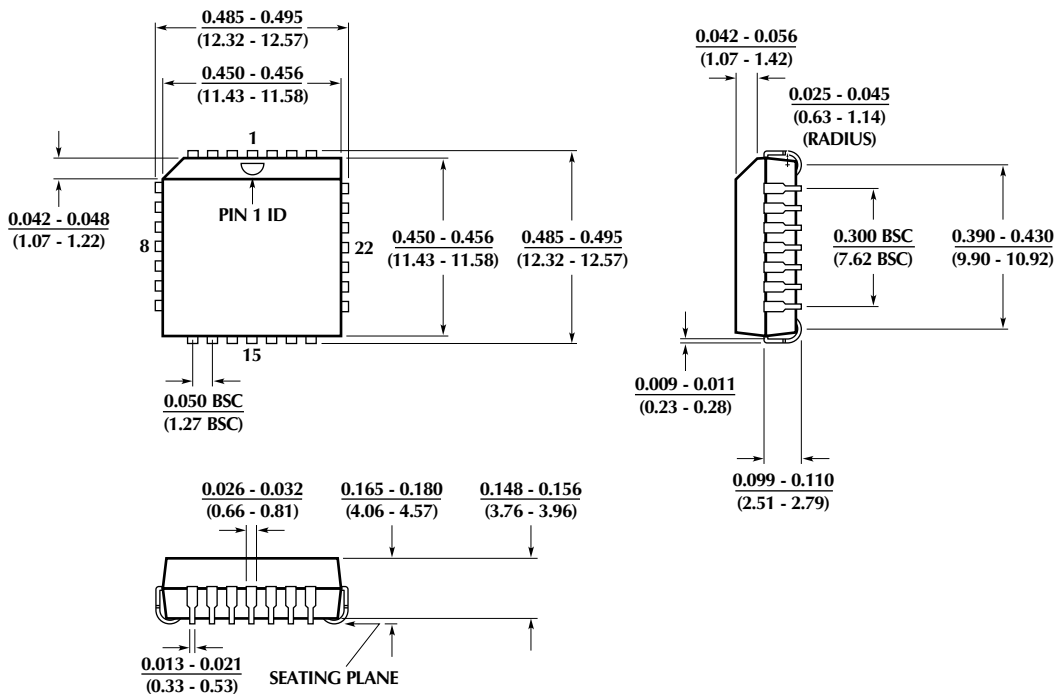 0.485 - 0.495
(12.32 - 12.57)
0.450 - 0.456
(11.43 - 11.58)
1
0.042 - 0.048
(1.07 - 1.22)
PIN 1 ID
8
22
0.450 - 0.456
(11.43 - 11.58)
0.485 - 0.495
(12.32 - 12.57)
15
0.050 BSC
(1.27 BSC)
0.042 - 0.056
(1.07 - 1.42)
0.025 - 0.045
(0.63 - 1.14)
(RADIUS)
0.300 BSC
(7.62 BSC)
0.390 - 0.430
(9.90 - 10.92)
0.009 - 0.011
(0.23 - 0.28)
0.099 - 0.110
(2.51 - 2.79)
0.026 - 0.032
(0.66 - 0.81)
0.165 - 0.180
(4.06 - 4.57)
0.148 - 0.156
(3.76 - 3.96)
0.013 - 0.021
(0.33 - 0.53)
SEATING PLANE